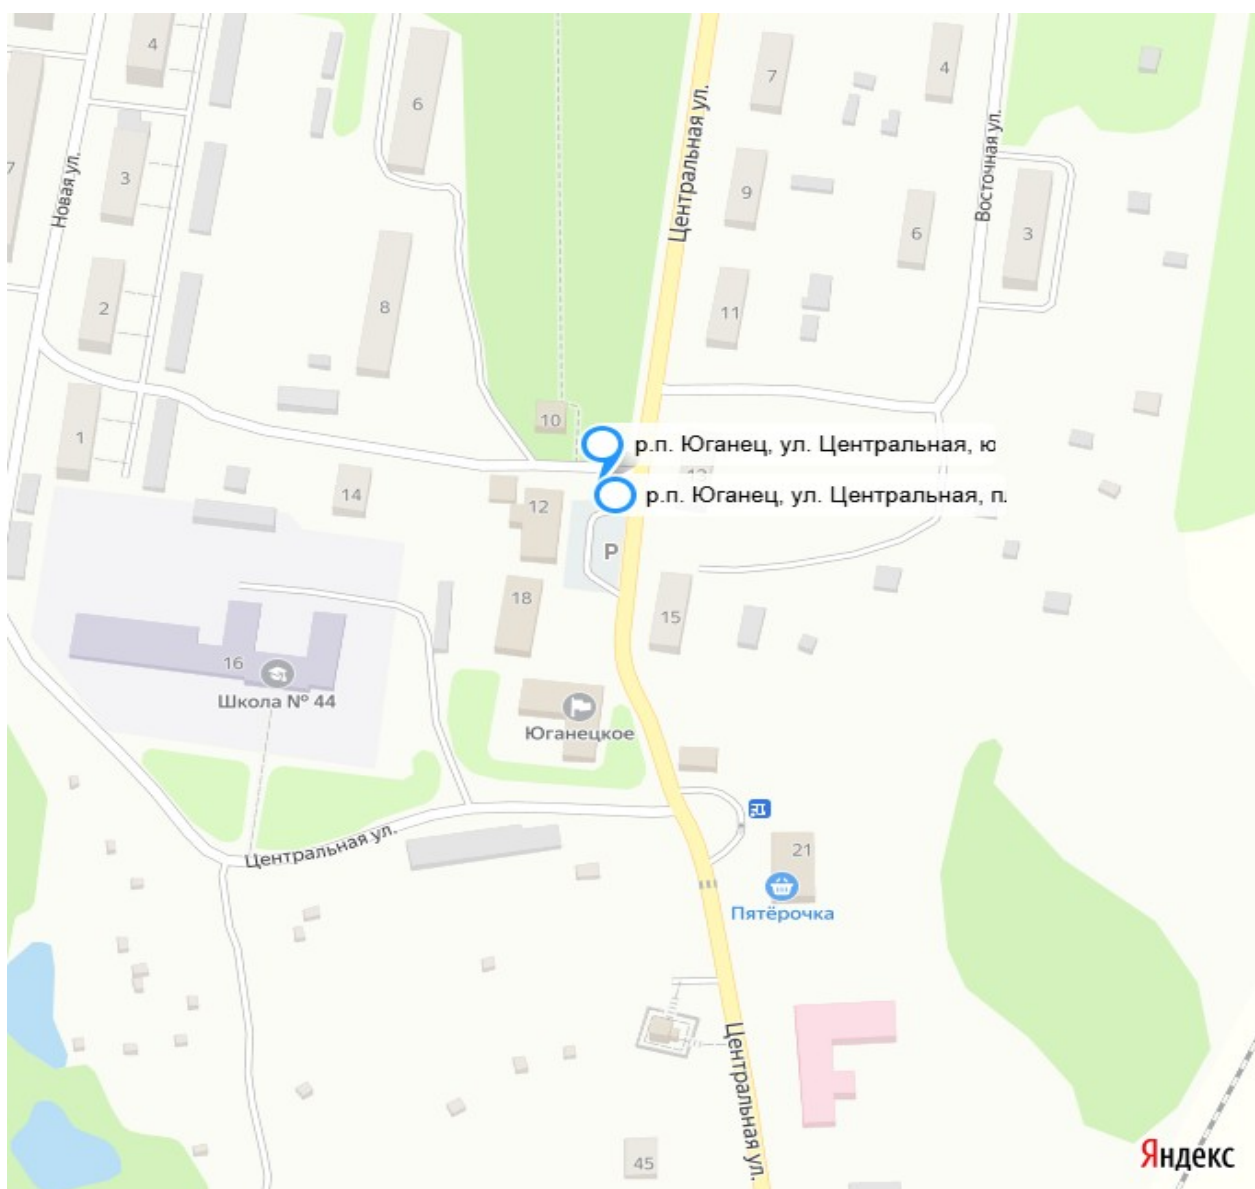 4
7
4
6
Центральная ул.
Восточная ул.
7
3
Новая ул.
9
6
3
2
8
11
10
1
р.п. Юганец, ул. Центральная, ю
14
12
р.п. Юганец, ул. Центральная, п
P
18
15
16
Школа № 44
Юганецкое
Центральная ул.
21
Пятёрочка
Центральная ул.
45
Яндекс